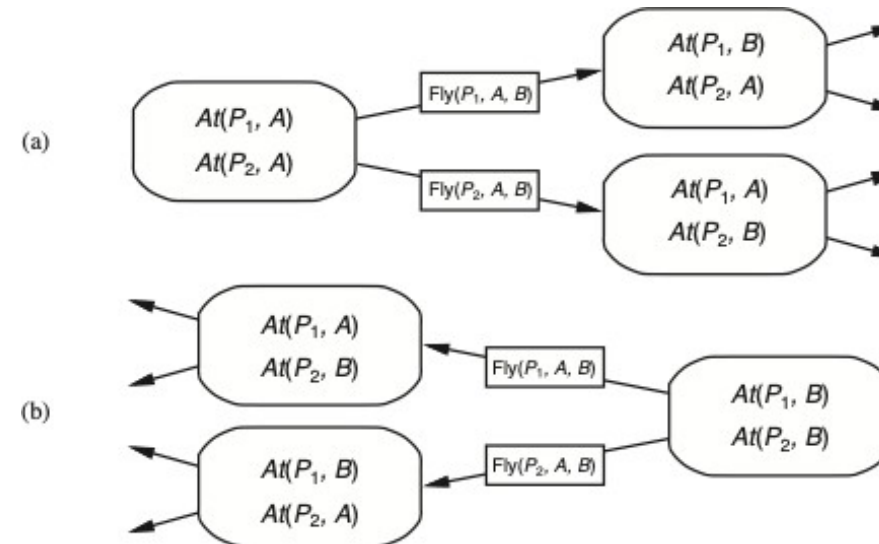 (a)
At(P₁, A)
At(P₂, A)
Fly(P₁, A, B)
Fly(P₂, A, B)
At(P₁, B)
At(P₂, A)
At(P₁, A)
At(P₂, B)
(b)
At(P₁, A)
At(P₂, B)
At(P₁, B)
At(P₂, A)
Fly(P₁, A, B)
Fly(P₂, A, B)
At(P₁, B)
At(P₂, B)